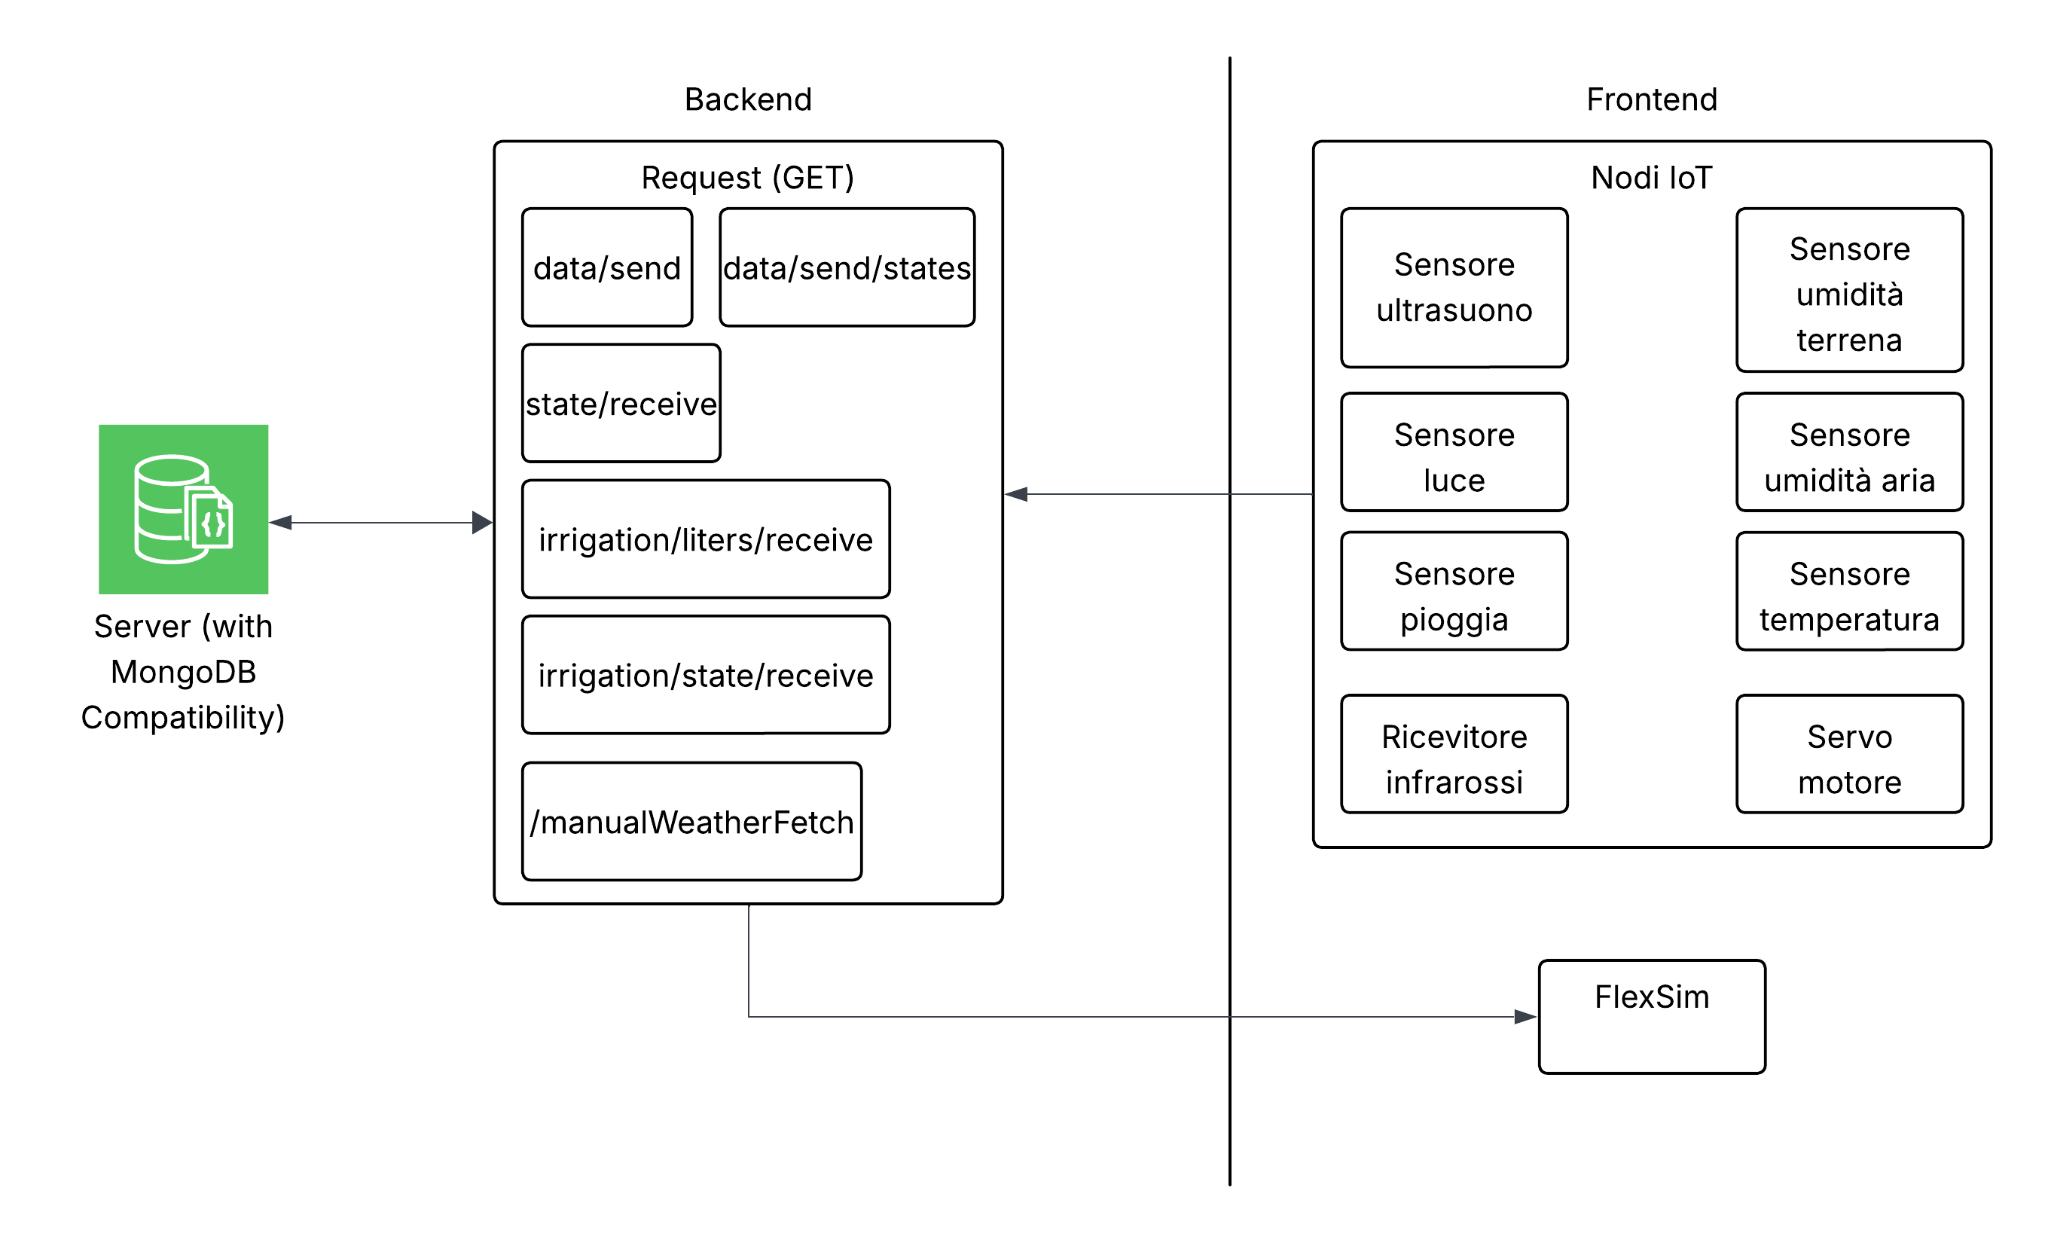 Backend
Request (GET)
data/send
data/send/states
state/receive
irrigation/liters/receive
irrigation/state/receive
/manualWeatherFetch
Server (with
MongoDB
Compatibility)
Frontend
Nodi IoT
Sensore
ultrasuono
Sensore
umidità
terrena
Sensore
luce
Sensore
umidità aria
Sensore
pioggia
Sensore
temperatura
Ricevitore
infrarossi
Servo
motore
FlexSim